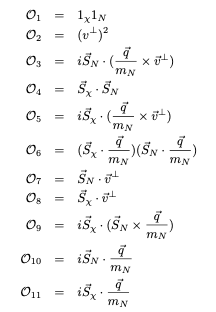 $\mathcal{O}_1 = 1_\chi 1_N$
$\mathcal{O}_2 = (v^\perp)^2$
$\mathcal{O}_3 = i\vec{S}_N \cdot (\frac{\vec{q}}{m_N} \times \vec{v}^\perp)$
$\mathcal{O}_4 = \vec{S}_\chi \cdot \vec{S}_N$
$\mathcal{O}_5 = i\vec{S}_\chi \cdot (\frac{\vec{q}}{m_N} \times \vec{v}^\perp)$
$\mathcal{O}_6 = (\vec{S}_\chi \cdot \frac{\vec{q}}{m_N})(\vec{S}_N \cdot \frac{\vec{q}}{m_N})$
$\mathcal{O}_7 = \vec{S}_N \cdot \vec{v}^\perp$
$\mathcal{O}_8 = \vec{S}_\chi \cdot \vec{v}^\perp$
$\mathcal{O}_9 = i\vec{S}_\chi \cdot (\vec{S}_N \times \frac{\vec{q}}{m_N})$
$\mathcal{O}_{10} = i\vec{S}_N \cdot \frac{\vec{q}}{m_N}$
$\mathcal{O}_{11} = i\vec{S}_\chi \cdot \frac{\vec{q}}{m_N}$